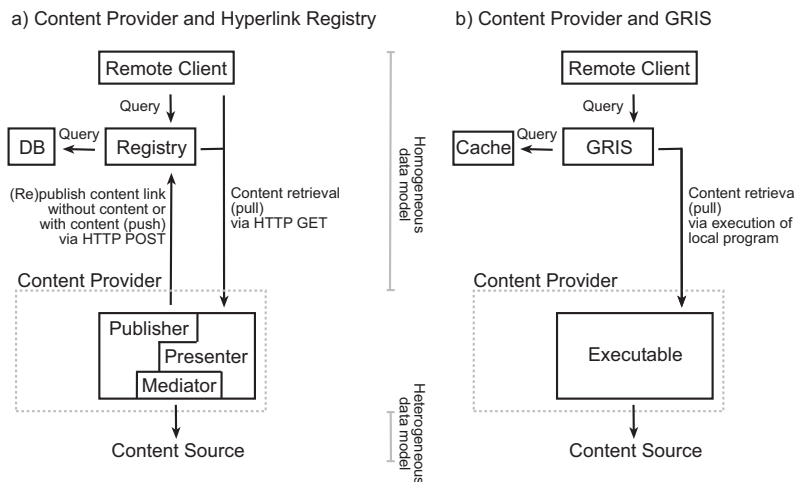 a) Content Provider and Hyperlink Registry
Remote Client
Query
DB
Query
Registry
(Re)publish content link
without content or
with content (push)
via HTTP POST
Content retrieval
(pull)
via HTTP GET
Content Provider
Publisher
Presenter
Mediator
Content Source
Homogeneous
data model
Heterogeneous
data model
b) Content Provider and GRIS
Remote Client
Query
Cache
Query
GRIS
Content retrieva
(pull)
via execution of
local program
Content Provider
Executable
Content Source